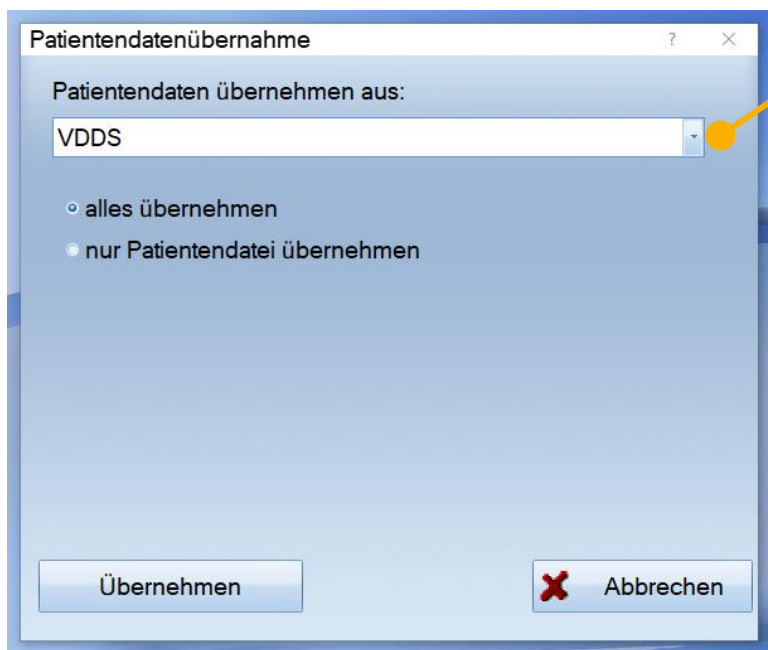 Patientendatenübernahme
Patientendaten übernehmen aus:
VDDS
alles übernehmen
nur Patientendatei übernehmen
Übernehmen
Abbrechen